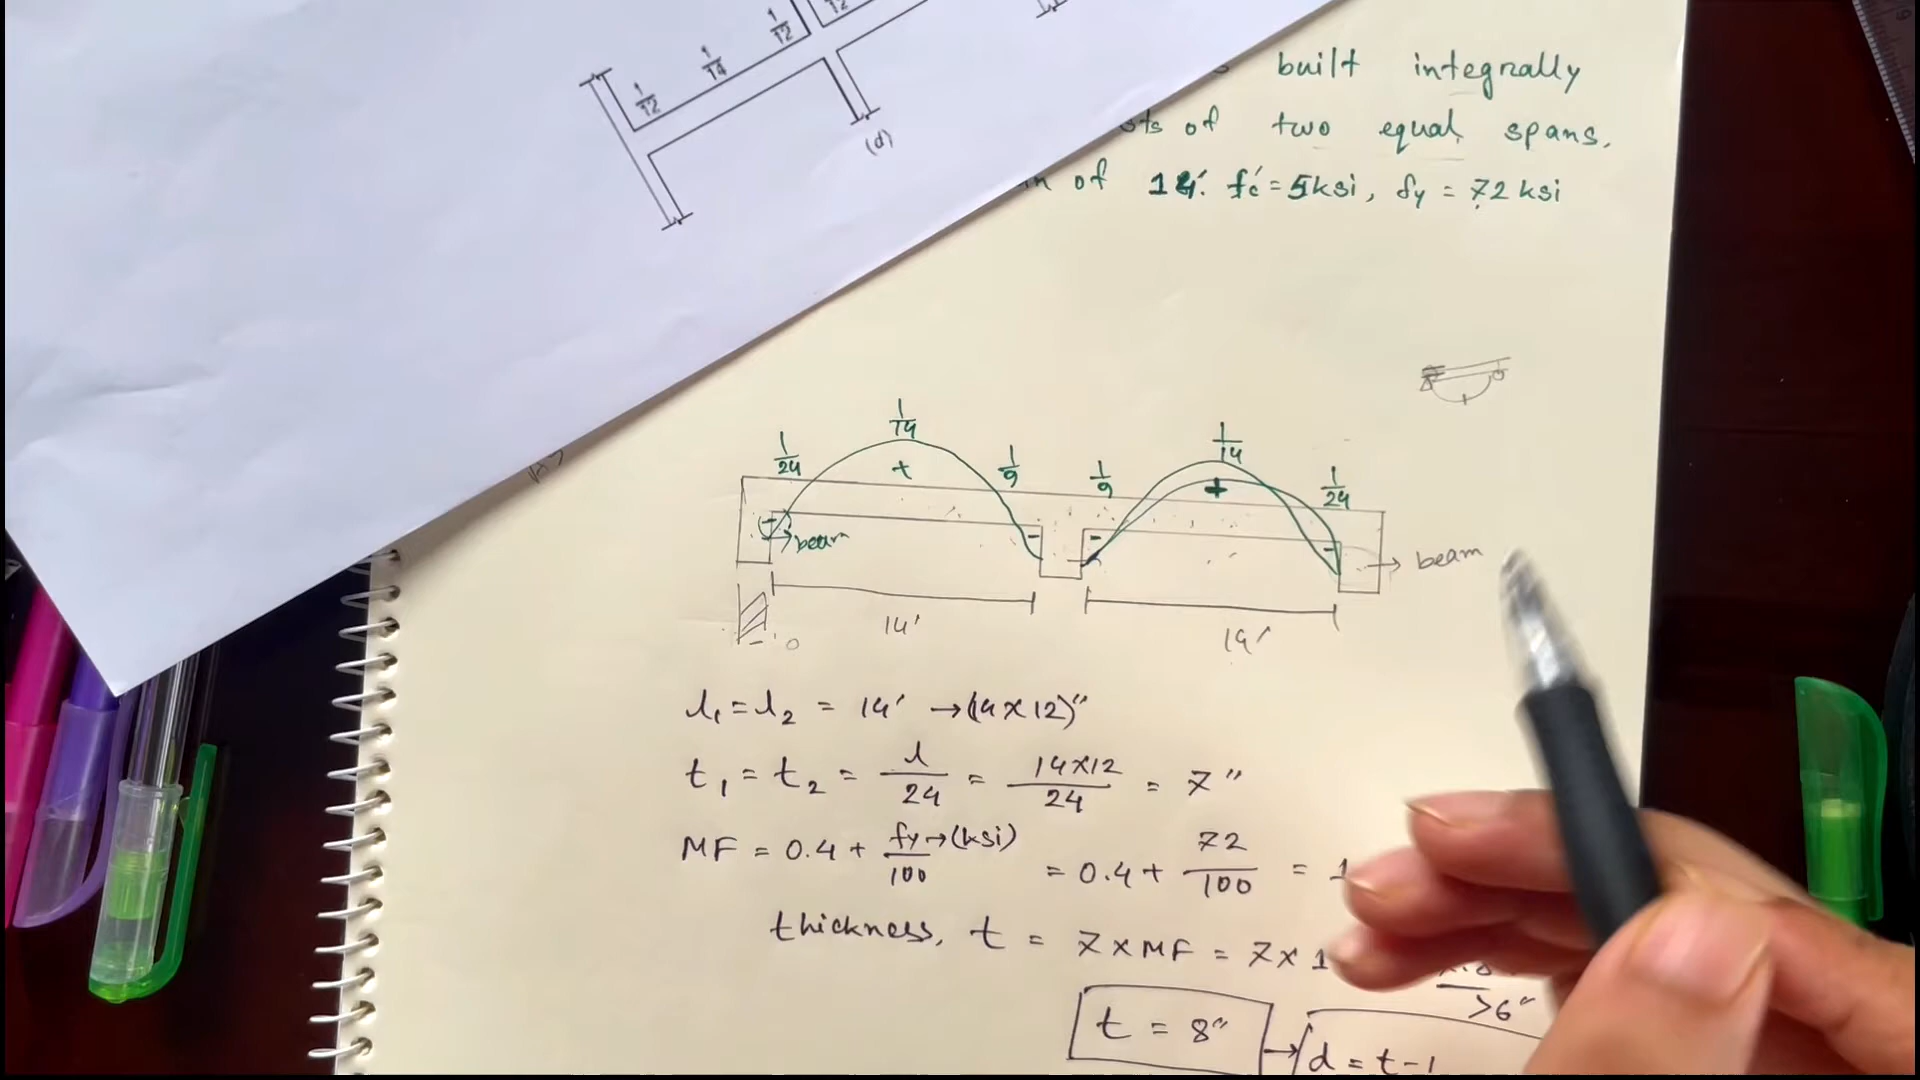 1/12 1/14 1/12
(d)
built integrally
of two equal spans.
of 14'. f'c = 5ksi, fy = 72 ksi
1/24 1/14 1/9 1/9 1/14 1/24
+ +
- - - -
beam beam
14' 14'
l₁ = l₂ = 14' → (14 x 12)"
t₁ = t₂ = l/24 = 14x12/24 = 7"
MF = 0.4 + fy→(ksi)/100 = 0.4 + 72/100 =
thickness, t = 7 x MF = 7 x
>6"
t = 8"
d = t - 1